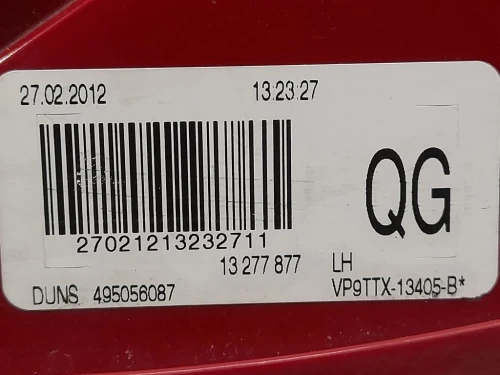 27.02.2012 13:23:27
27021213232711
QG
13 277 877
LH
DUNS 495056087
VP9TTX-13405-B*